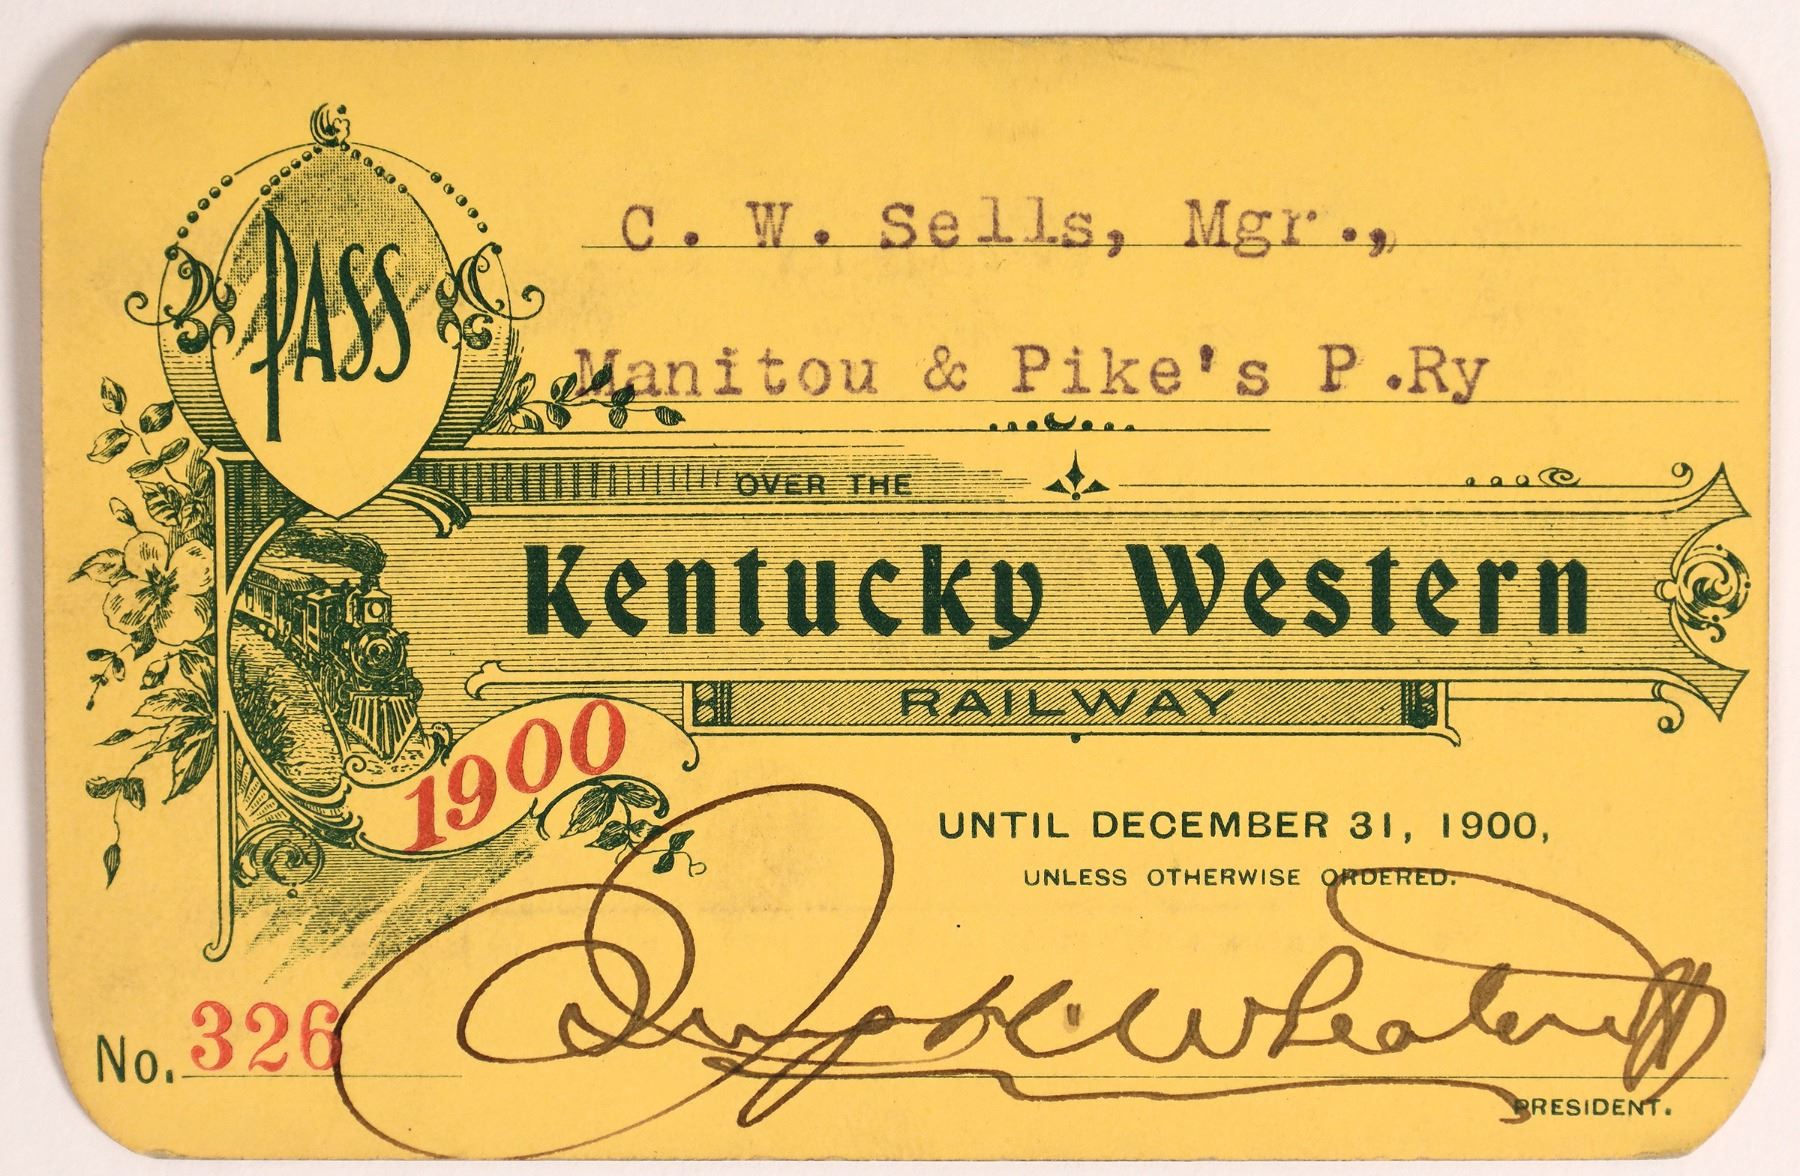 PASS
C. W. Sells, Mgr.,
Manitou & Pike's P.Ry
OVER THE
Kentucky Western
RAILWAY
1900
UNTIL DECEMBER 31, 1900,
UNLESS OTHERWISE ORDERED.
No. 326
K. Wheatcroft
PRESIDENT.